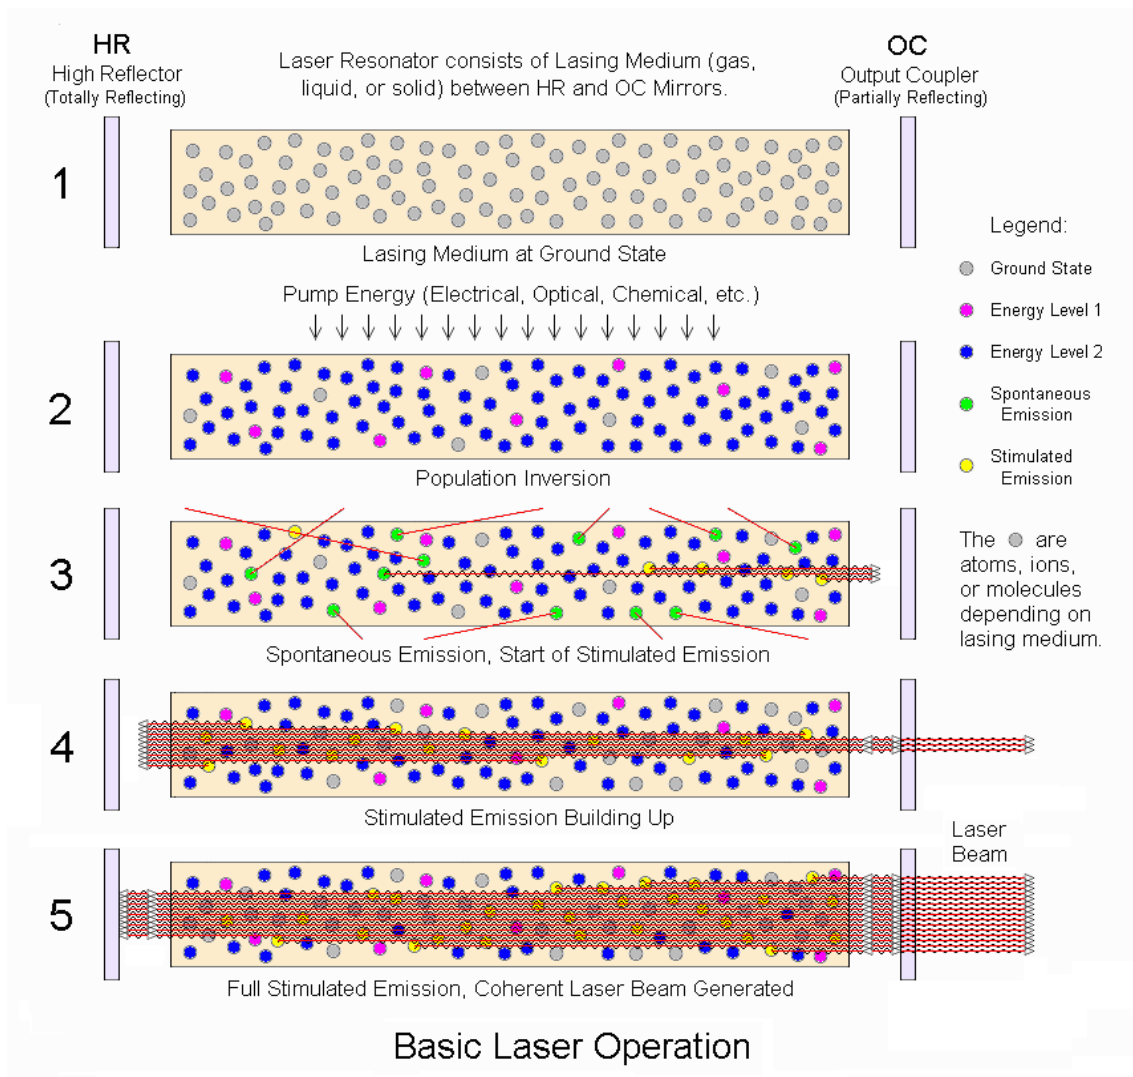 HR
High Reflector
(Totally Reflecting)
Laser Resonator consists of Lasing Medium (gas,
liquid, or solid) between HR and OC Mirrors.
OC
Output Coupler
(Partially Reflecting)
1
Lasing Medium at Ground State
Pump Energy (Electrical, Optical, Chemical, etc.)
2
Population Inversion
3
Spontaneous Emission, Start of Stimulated Emission
4
Stimulated Emission Building Up
5
Full Stimulated Emission, Coherent Laser Beam Generated
Legend:
Ground State
Energy Level 1
Energy Level 2
Spontaneous
Emission
Stimulated
Emission
The are
atoms, ions,
or molecules
depending on
lasing medium.
Laser
Beam
Basic Laser Operation